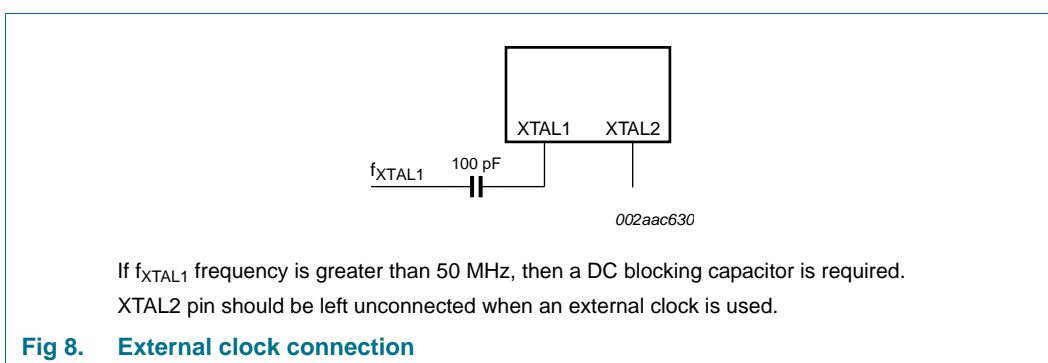 XTAL1 XTAL2
fXTAL1 100 pF
002aac630
If fXTAL1 frequency is greater than 50 MHz, then a DC blocking capacitor is required.
XTAL2 pin should be left unconnected when an external clock is used.
Fig 8. External clock connection